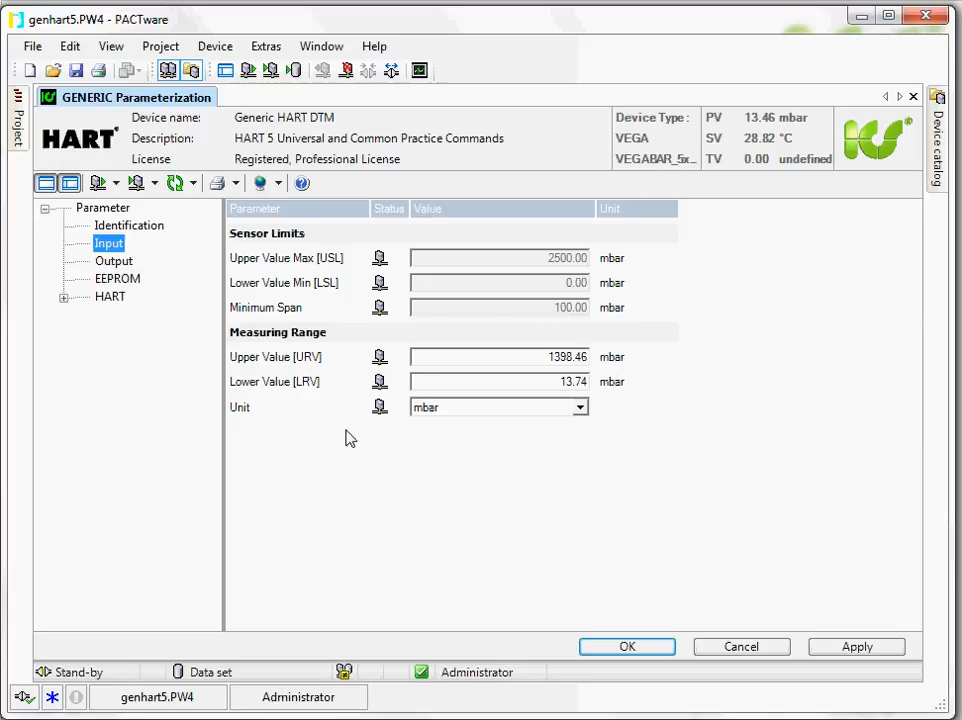 genhart5.PW4 - PACTware
File Edit View Project Device Extras Window Help
Project
GENERIC Parameterization
HART
Device name: Generic HART DTM
Description: HART 5 Universal and Common Practice Commands
License Registered, Professional License
Device Type : PV 13.46 mbar
VEGA SV 28.82 °C
VEGABAR_5x... TV 0.00 undefined
Device catalog
Parameter
Identification
Input
Output
EEPROM
HART
Parameter Status Value Unit
Sensor Limits
Upper Value Max [USL] 2500.00 mbar
Lower Value Min [LSL] 0.00 mbar
Minimum Span 100.00 mbar
Measuring Range
Upper Value [URV] 1398.46 mbar
Lower Value [LRV] 13.74 mbar
Unit mbar
OK Cancel Apply
Stand-by Data set Administrator
genhart5.PW4 Administrator